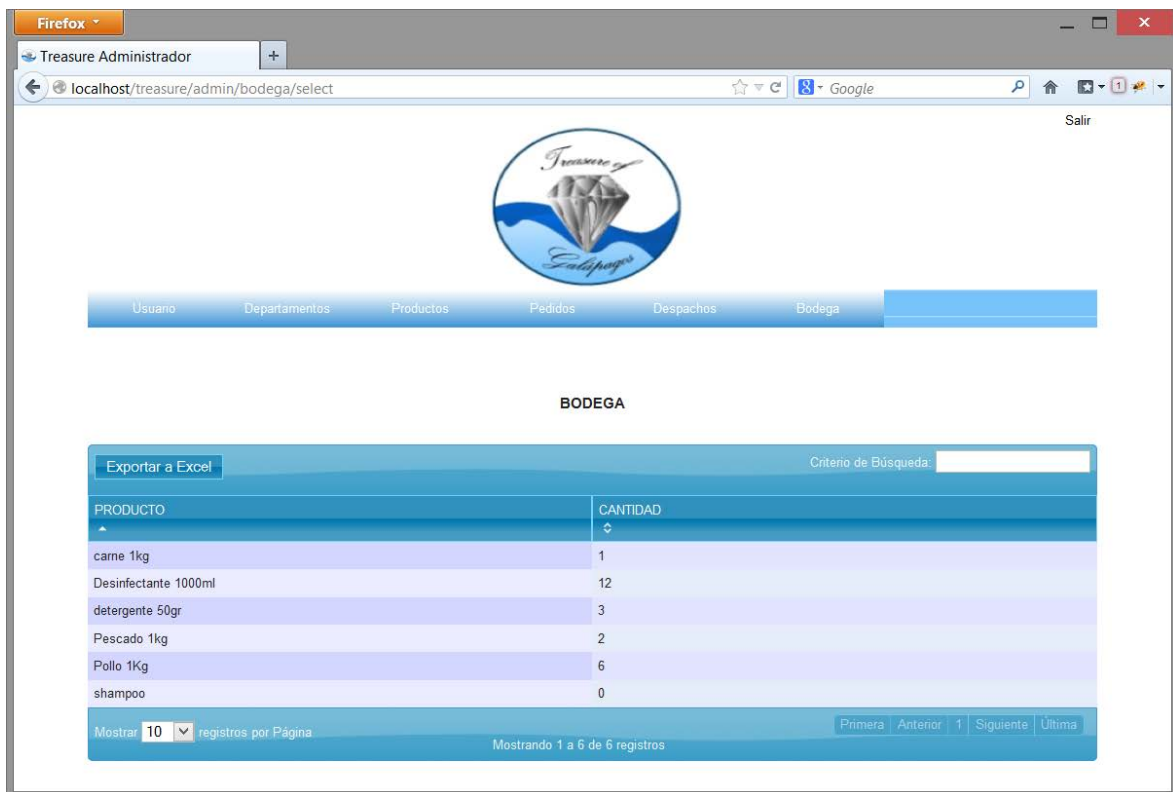 Firefox
Treasure Administrador
+
localhost/treasure/admin/bodega/select
8 Google
1
Salir
Treasure of
Galápagos
Usuario Departamentos Productos Pedidos Despachos Bodega
BODEGA
Exportar a Excel Criterio de Búsqueda:
PRODUCTO CANTIDAD
carne 1kg 1
Desinfectante 1000ml 12
detergente 50gr 3
Pescado 1kg 2
Pollo 1Kg 6
shampoo 0
Mostrar 10 registros por Página
Primera Anterior 1 Siguiente Última
Mostrando 1 a 6 de 6 registros